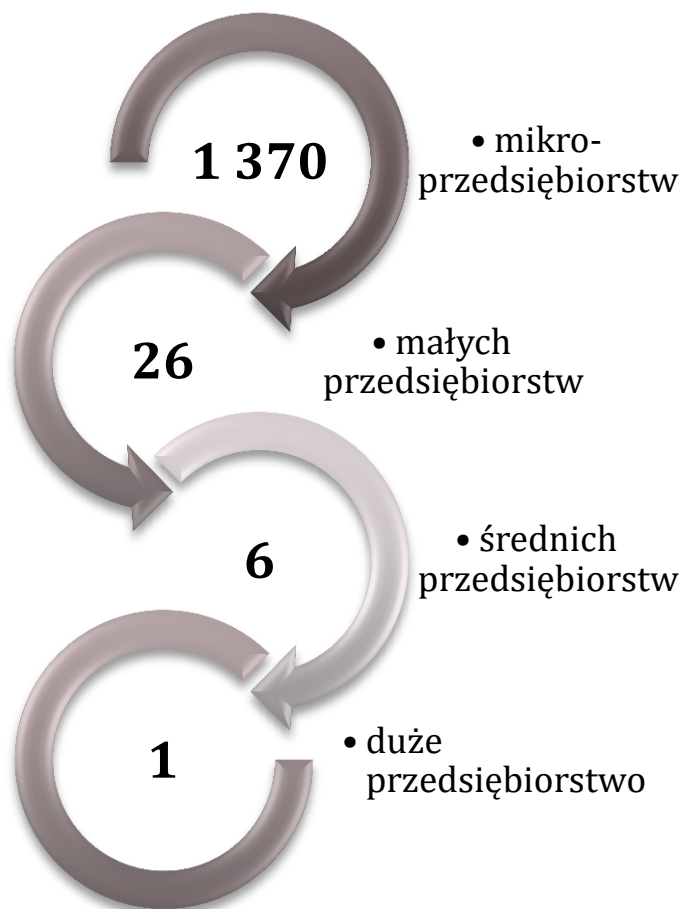 1 370
• mikro-
przedsiębiorstw
26
• małych
przedsiębiorstw
6
• średnich
przedsiębiorstw
1
• duże
przedsiębiorstwo